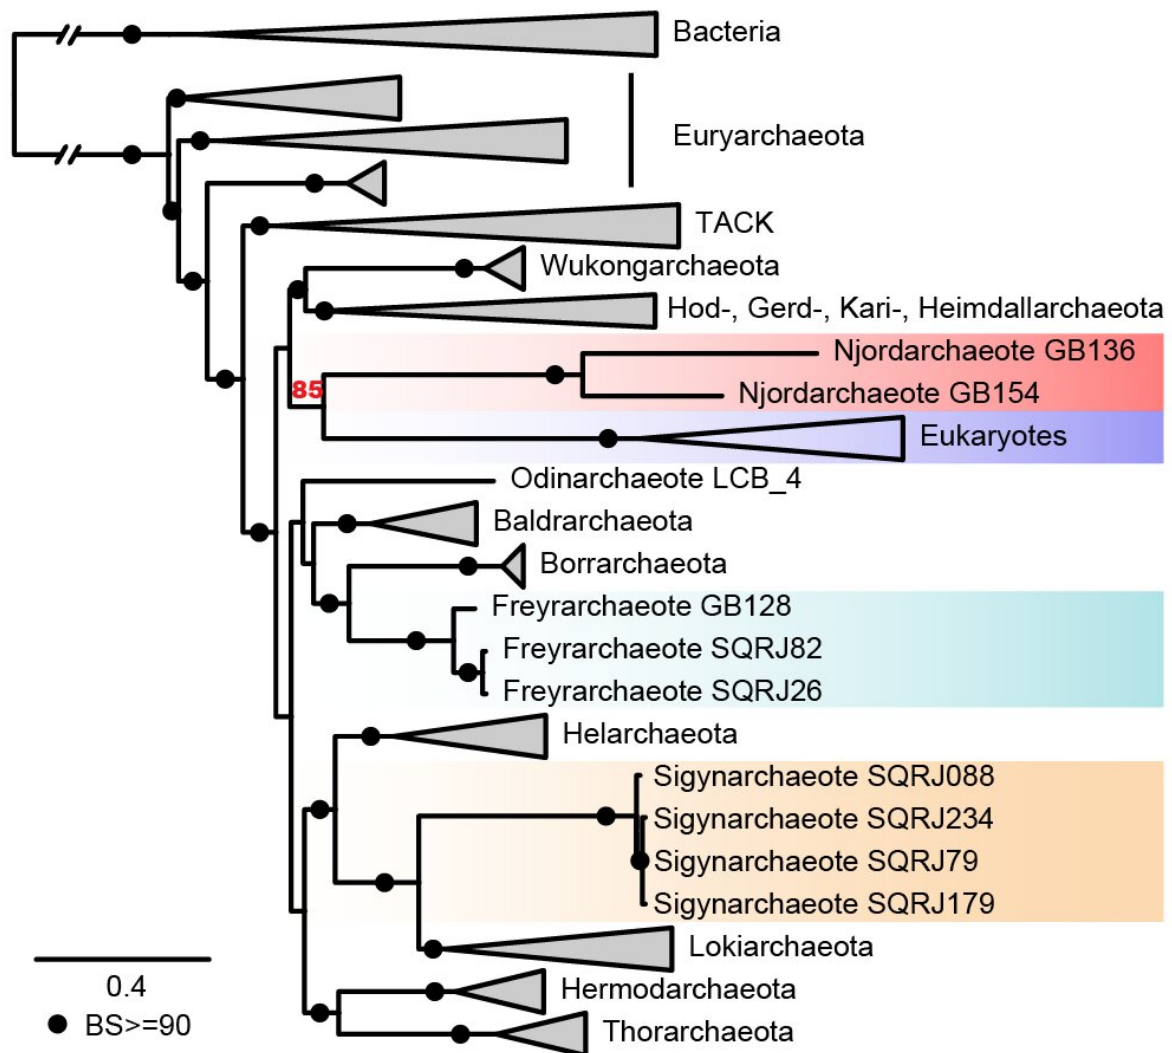 Bacteria
Euryarchaeota
TACK
Wukongarchaeota
Hod-, Gerd-, Kari-, Heimdallarchaeota
Njordarchaeote GB136
85
Njordarchaeote GB154
Eukaryotes
Odinarchaeote LCB_4
Baldrarchaeota
Borrarchaeota
Freyrarchaeote GB128
Freyrarchaeote SQRJ82
Freyrarchaeote SQRJ26
Helarchaeota
Sigynarchaeote SQRJ088
Sigynarchaeote SQRJ234
Sigynarchaeote SQRJ79
Sigynarchaeote SQRJ179
Lokiarchaeota
0.4
Hermodarchaeota
BS>=90
Thorarchaeota